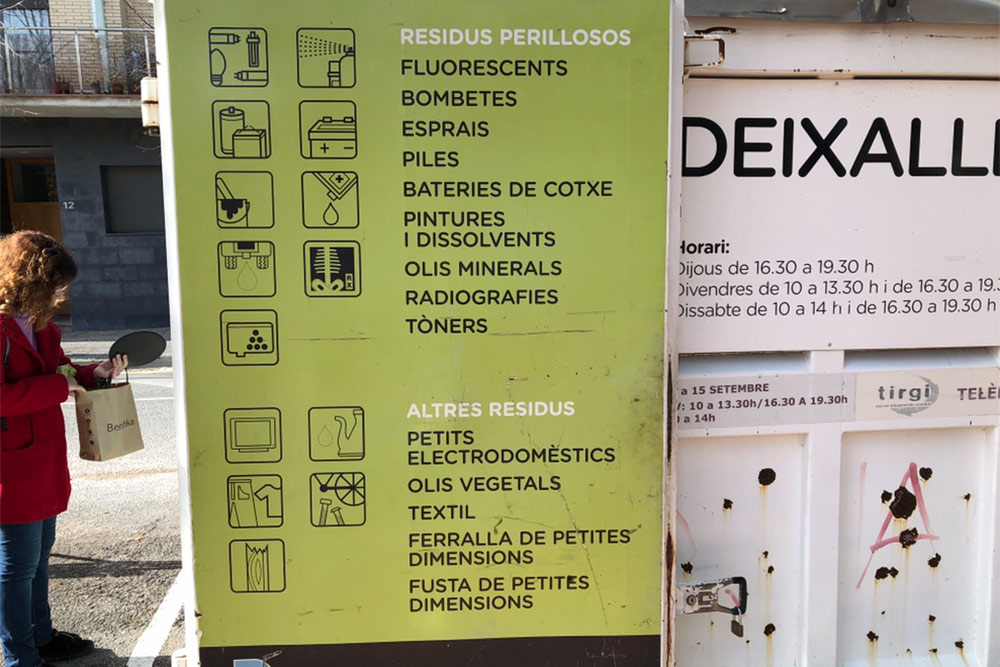 RESIDUS PERILLOSOS
FLUORESCENTS
BOMBETES
ESPRAIS
PILES
BATERIES DE COTXE
PINTURES
I DISSOLVENTS
OLIS MINERALS
RADIOGRAFIES
TÒNERS
ALTRES RESIDUS
PETITS
ELECTRODOMÈSTICS
OLIS VEGETALS
TEXTIL
FERRALLA DE PETITES
DIMENSIONS
FUSTA DE PETITES
DIMENSIONS
DEIXALL
Horari:
Dijous de 16.30 a 19.30 h
Divendres de 10 a 13.30 h i de 16.30 a 19.3
Dissabte de 10 a 14 h i de 16.30 a 19.30 h
a 15 SETEMBRE
: 10 a 13.30h/16.30 A 19.30h
a 14h
tirgi
TELÈ
12
RX